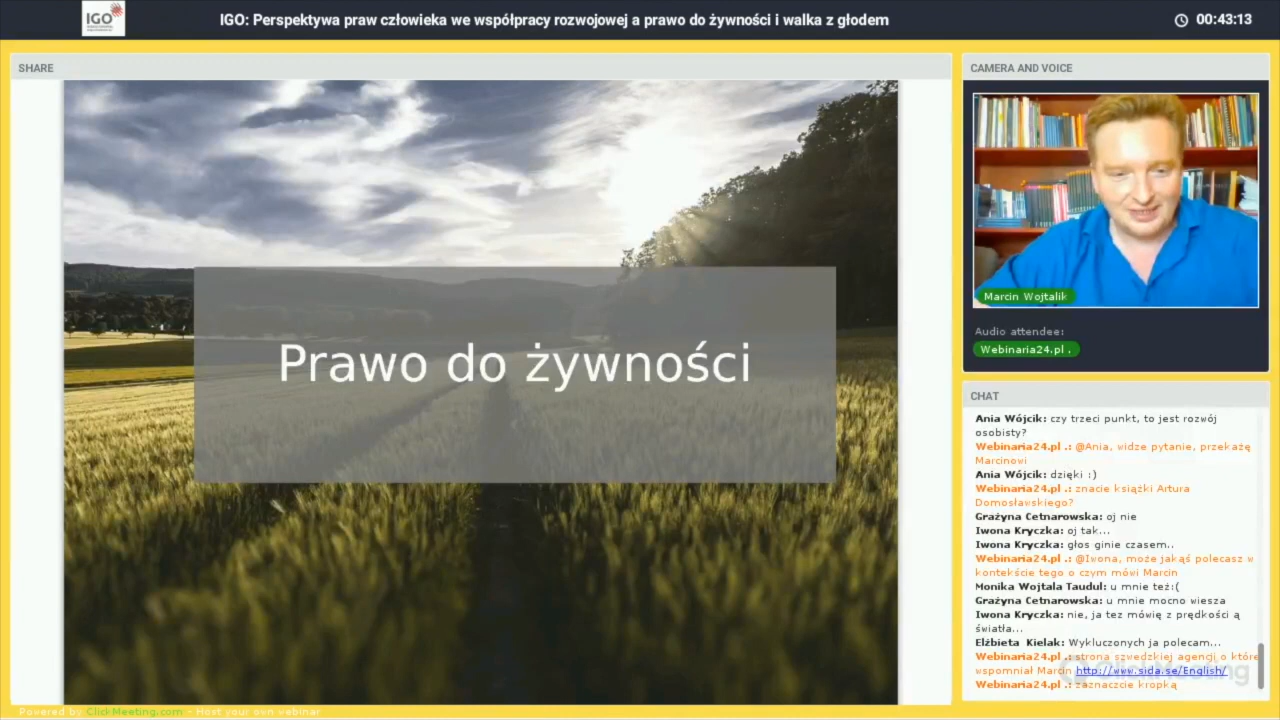 IGO
IGO: Perspektywa praw człowieka we współpracy rozwojowej a prawo do żywności i walka z głodem
00:43:13
SHARE
Prawo do żywności
CAMERA AND VOICE
Marcin Wojtalik
Audio attendee:
Webinaria24.pl .
CHAT
Ania Wójcik: czy trzeci punkt, to jest rozwój
osobisty?
Webinaria24.pl .: @Ania, widze pytanie, przekażę
Marcinowi
Ania Wójcik: dzięki :)
Webinaria24.pl .: znacie książki Artura
Domosławskiego?
Grażyna Cetnarowska: oj nie
Iwona Kryczka: oj tak...
Iwona Kryczka: głos ginie czasem..
Webinaria24.pl .: @Iwona, może jakąś polecasz w
kontekście tego o czym mówi Marcin
Monika Wojtala Taudul: u mnie też:(
Grażyna Cetnarowska: u mnie mocno wiesza
Iwona Kryczka: nie, ja tez mówię z prędkości ą
światła...
Elżbieta Kielak: Wykluczonych ja polecam...
Webinaria24.pl .: strona szwedzkiej agencji o które
wspomniał Marcin http://www.sida.se/English/
Webinaria24.pl .: zaznaczcie kropką
ClickMeeting
Powered by ClickMeeting.com - Host your own webinar